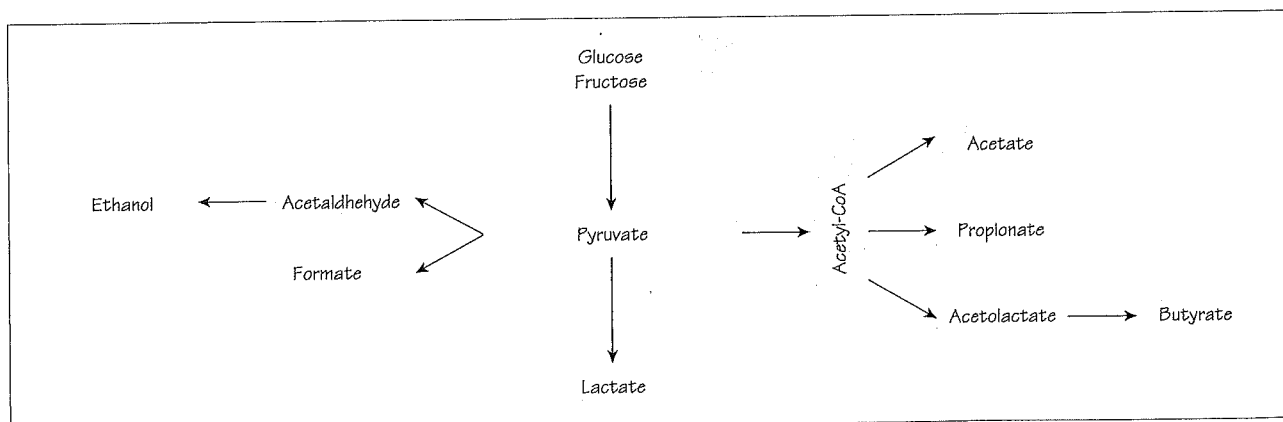 Glucose
Fructose
Acetate
Ethanol
Acetaldhehyde
Pyruvate
Acetyl-CoA
Proplonate
Formate
Acetolactate
Butyrate
Lactate